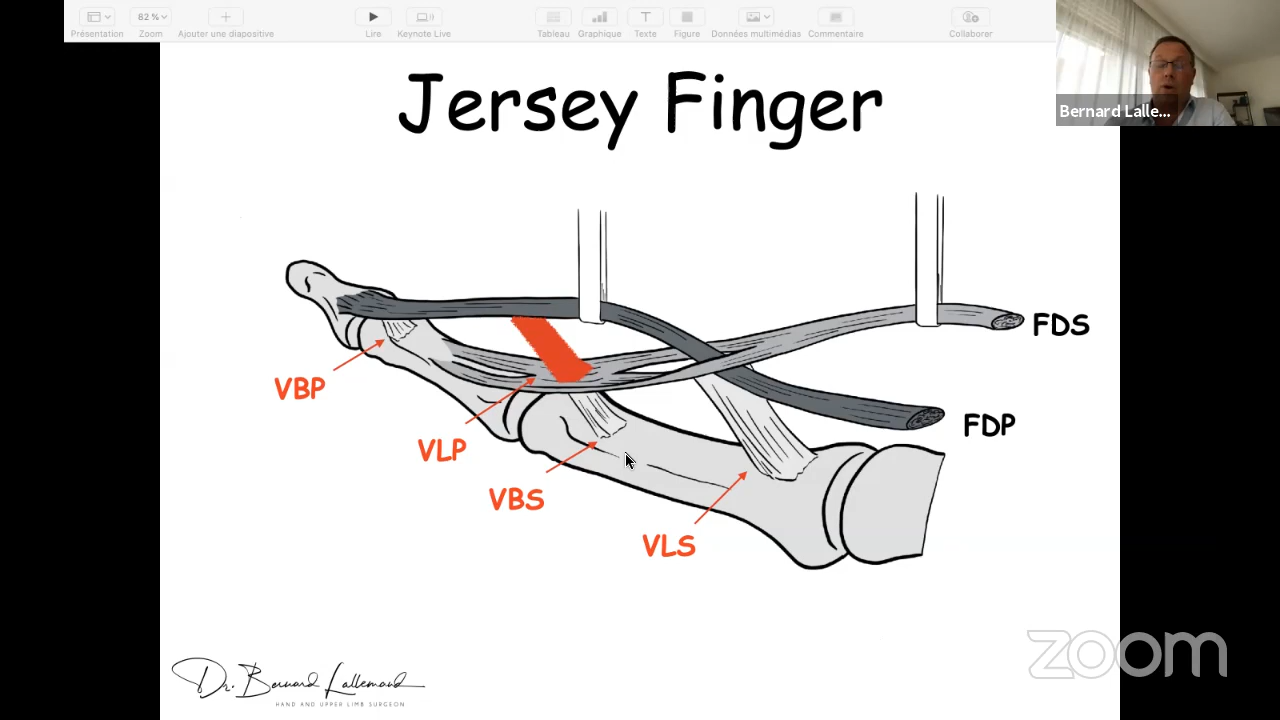 82 %
Présentation
Zoom
Ajouter une diapositive
Lire
Keynote Live
Tableau
Graphique
Texte
Figure
Données multimédias
Commentaire
Collaborer
Bernard Lalle...
Jersey Finger
FDS
FDP
VBP
VLP
VBS
VLS
Dr. Bernard Lallemand
HAND AND UPPER LIMB SURGEON
zoom